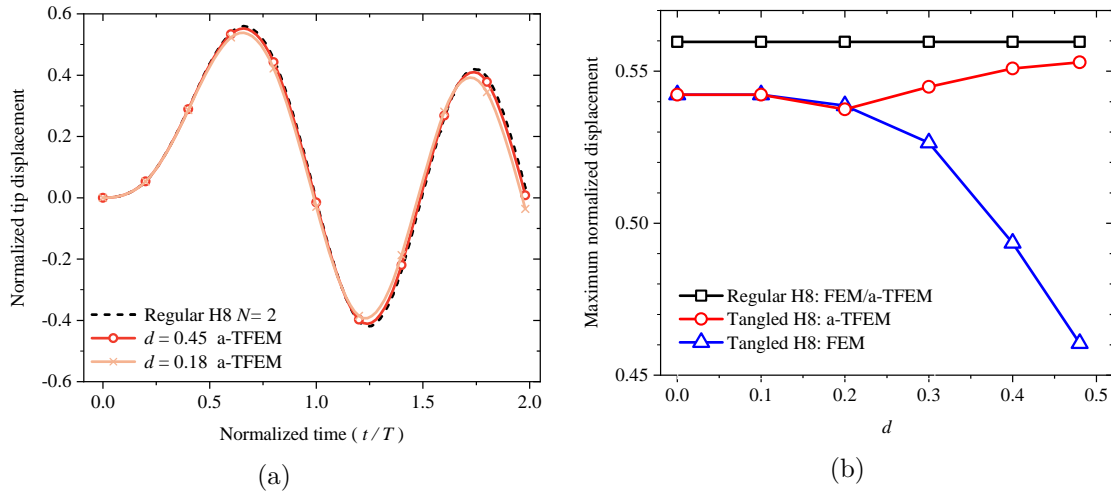 0.6
0.4
0.2
0.0
-0.2
-0.4
-0.6
Normalized tip displacement
Regular H8 N= 2
d = 0.45 a-TFEM
d = 0.18 a-TFEM
0.0 0.5 1.0 1.5 2.0
Normalized time ( t / T )
(a)
0.55
0.50
0.45
Maximum normalized displacement
Regular H8: FEM/a-TFEM
Tangled H8: a-TFEM
Tangled H8: FEM
0.0 0.1 0.2 0.3 0.4 0.5
d
(b)